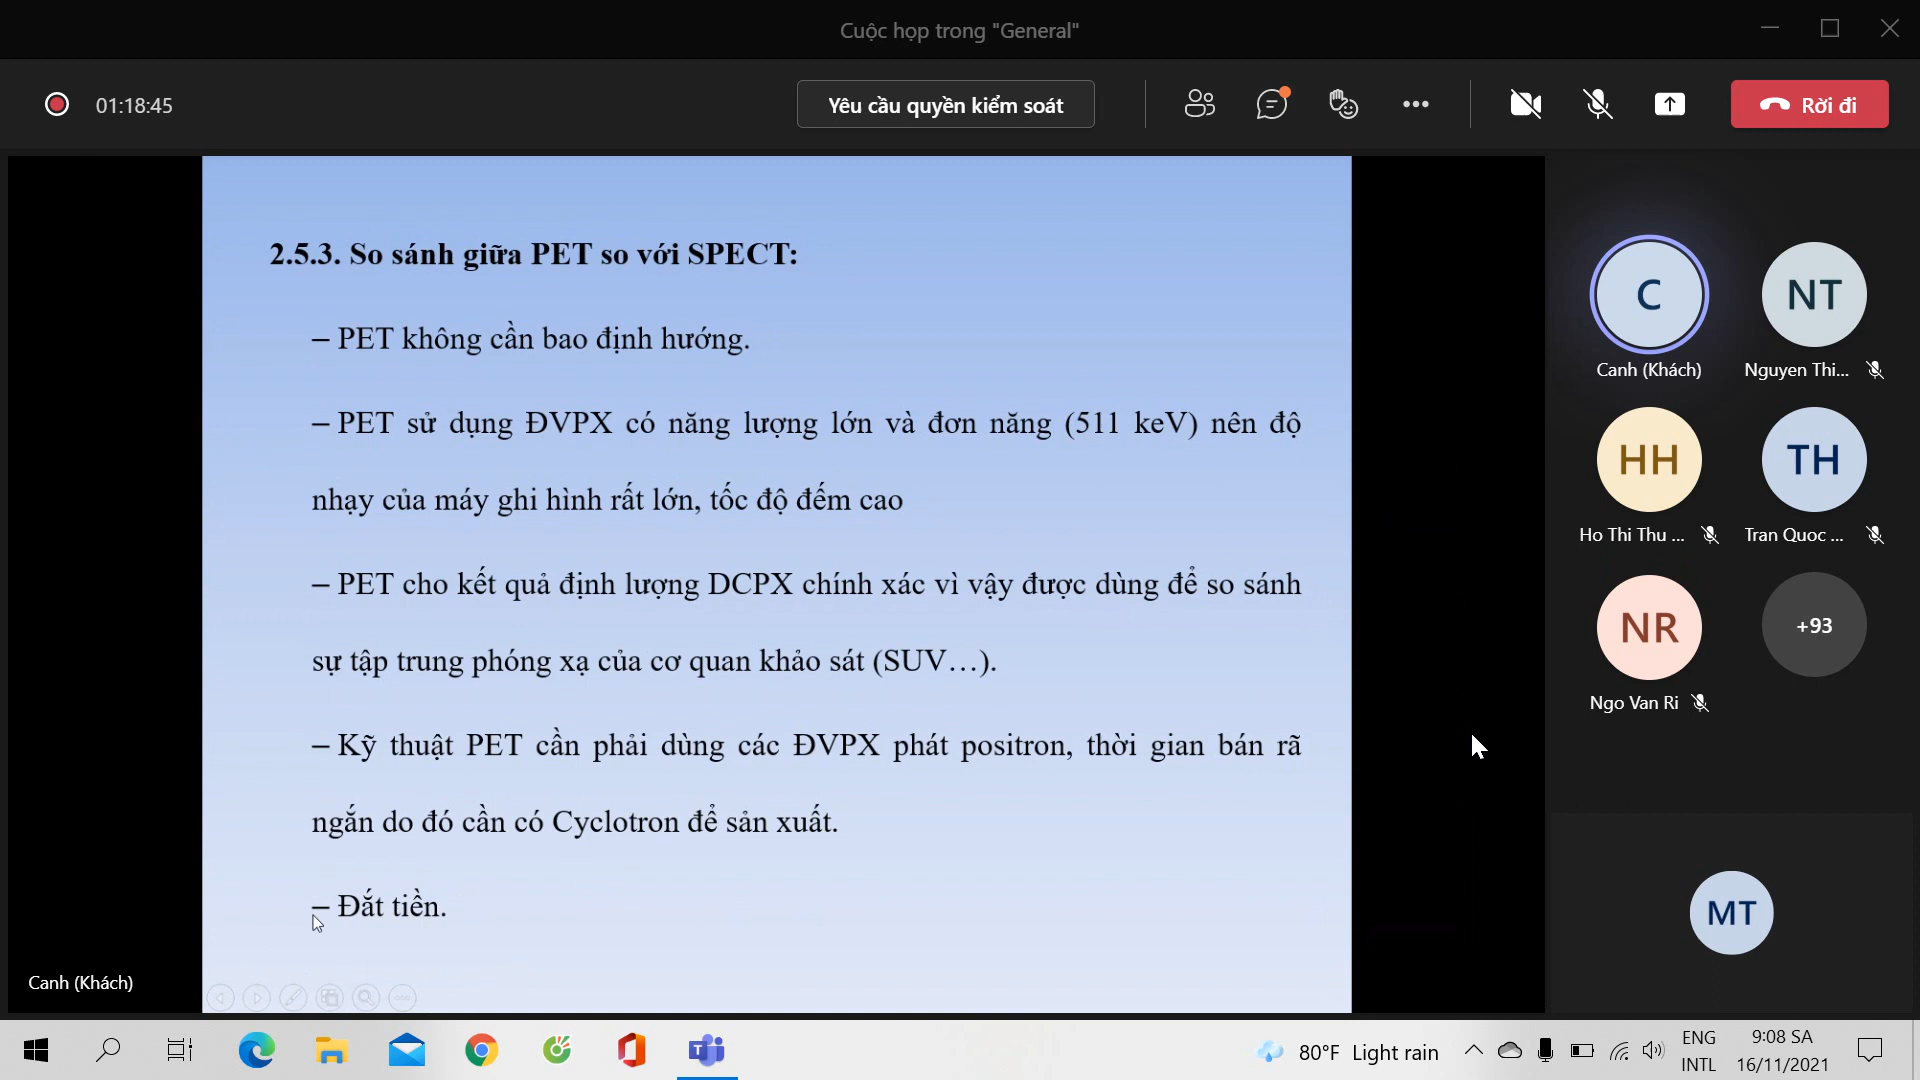 Cuộc họp trong "General"
01:18:45
Yêu cầu quyền kiểm soát
Rời đi
2.5.3. So sánh giữa PET so với SPECT:
– PET không cần bao định hướng.
– PET sử dụng ĐVPX có năng lượng lớn và đơn năng (511 keV) nên độ
nhạy của máy ghi hình rất lớn, tốc độ đếm cao
– PET cho kết quả định lượng DCPX chính xác vì vậy được dùng để so sánh
sự tập trung phóng xạ của cơ quan khảo sát (SUV…).
– Kỹ thuật PET cần phải dùng các ĐVPX phát positron, thời gian bán rã
ngắn do đó cần có Cyclotron để sản xuất.
– Đắt tiền.
Canh (Khách)
C
Canh (Khách)
NT
Nguyen Thi...
HH
Ho Thi Thu ...
TH
Tran Quoc ...
NR
Ngo Van Ri
+93
MT
80°F Light rain
ENG
INTL
9:08 SA
16/11/2021